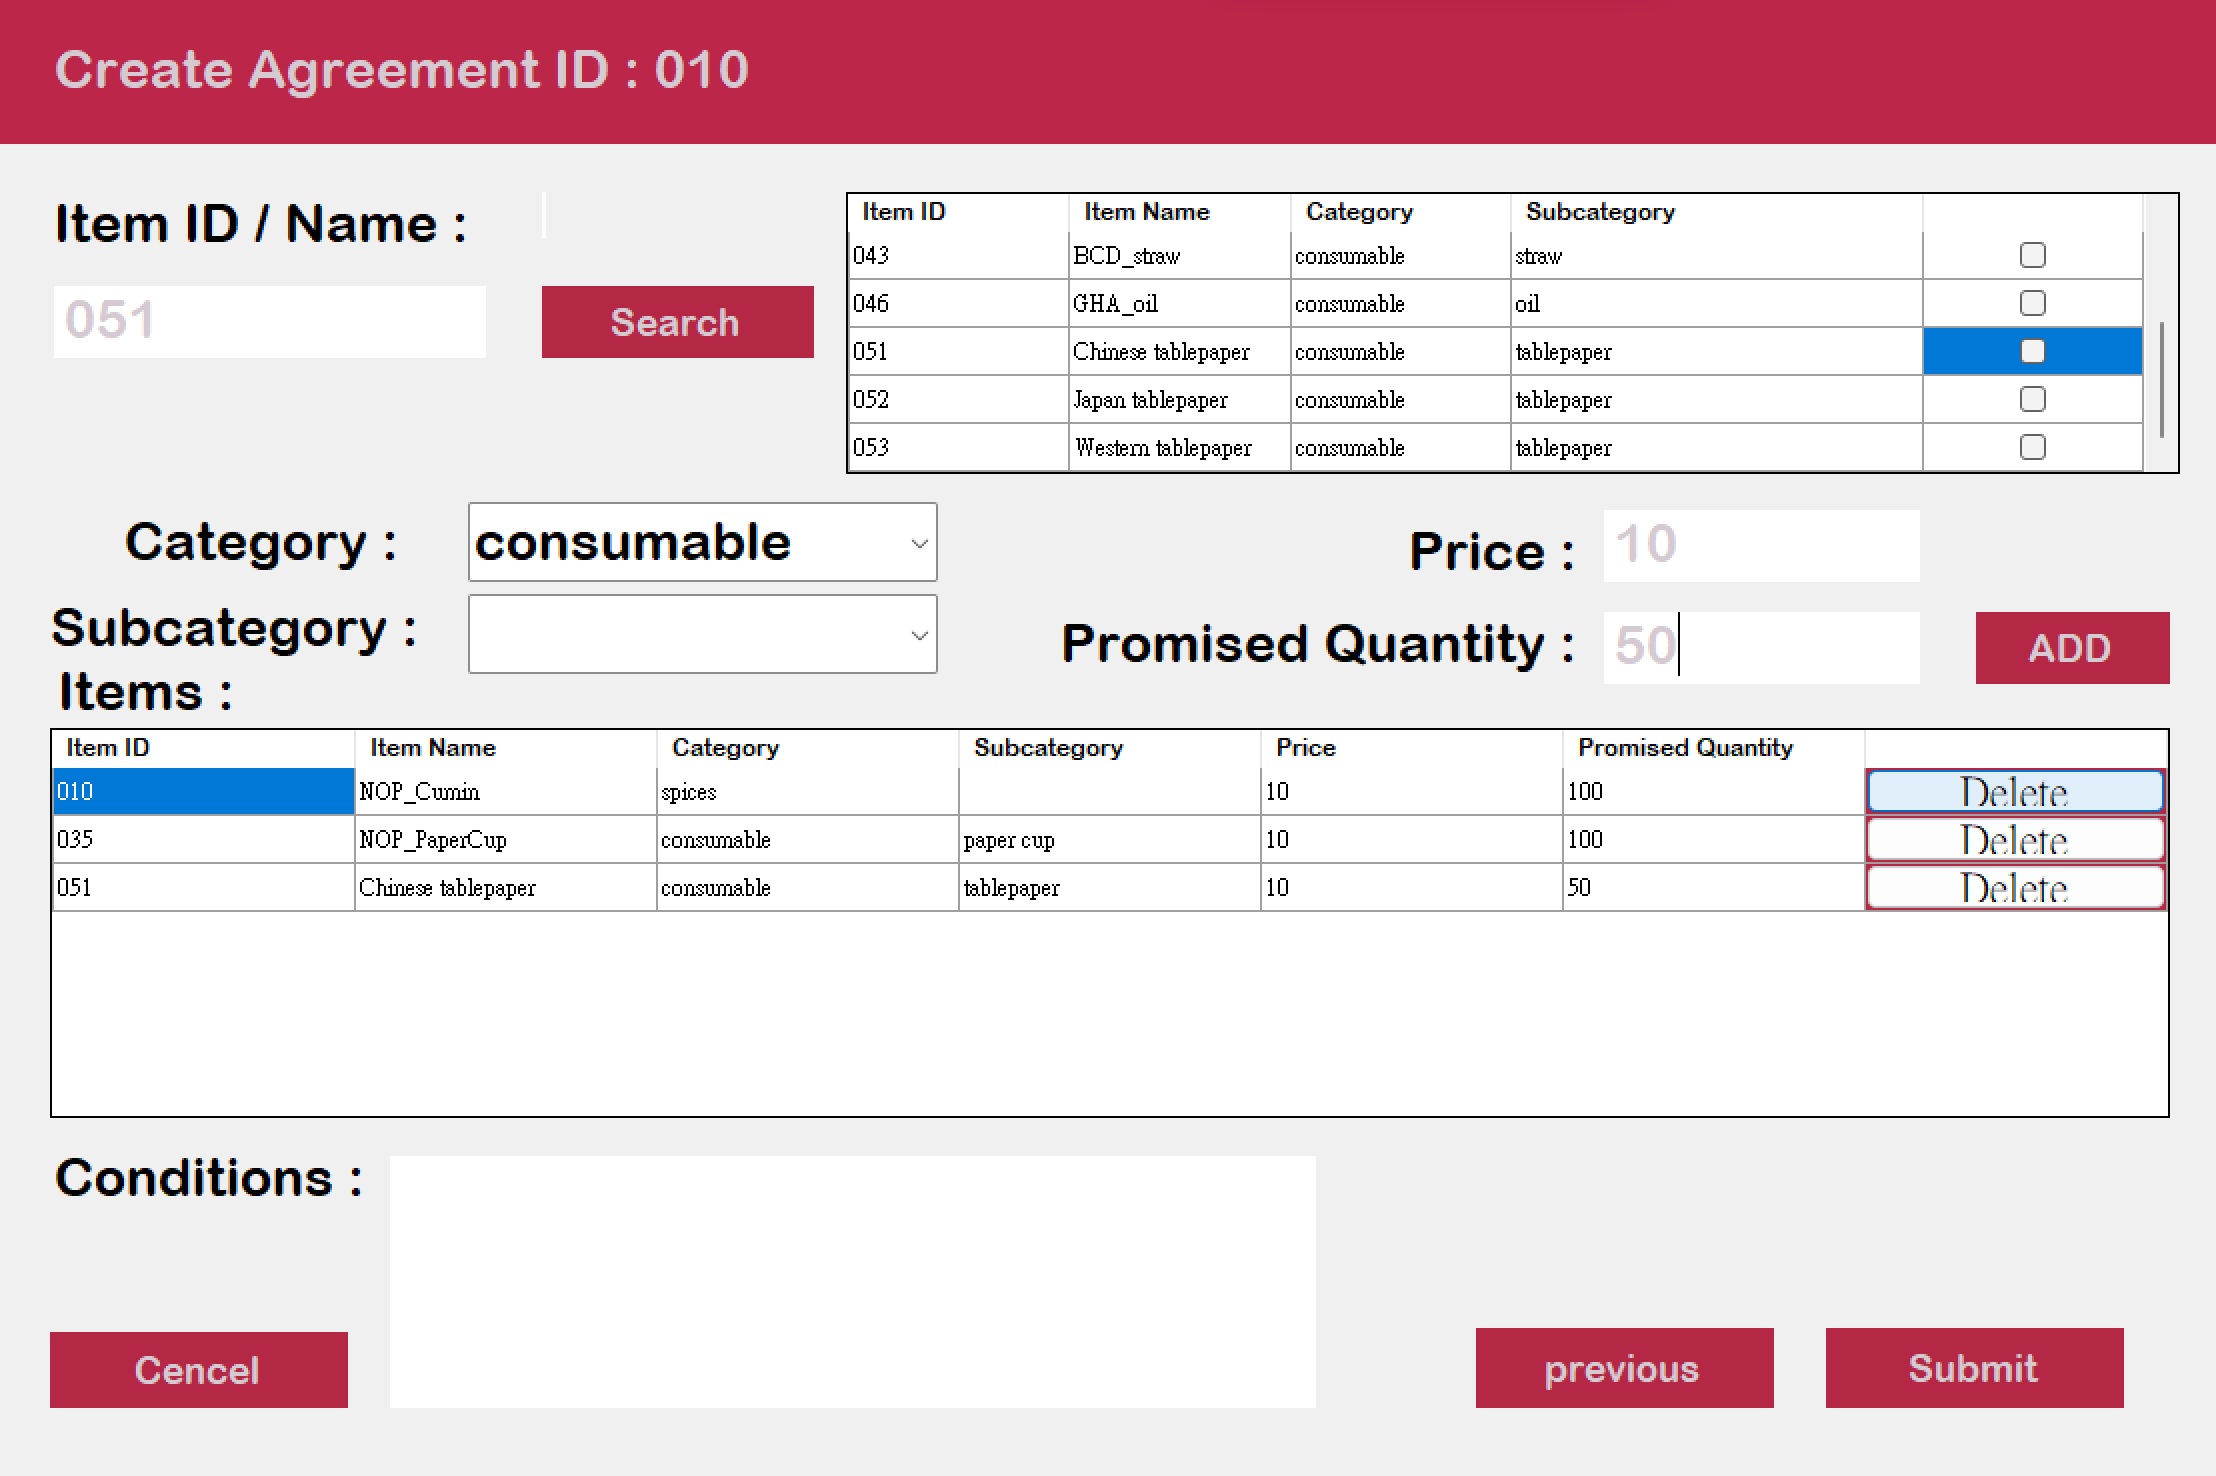 Create Agreement ID : 010
Item ID / Name :
051
Search
Item ID Item Name Category Subcategory
043 BCD_straw consumable straw
046 GHA_oil consumable oil
051 Chinese tablepaper consumable tablepaper
052 Japan tablepaper consumable tablepaper
053 Western tablepaper consumable tablepaper
Category : consumable
Price : 10
Subcategory :
Promised Quantity : 50
ADD
Items :
Item ID Item Name Category Subcategory Price Promised Quantity
010 NOP_Cumin spices 10 100 Delete
035 NOP_PaperCup consumable paper cup 10 100 Delete
051 Chinese tablepaper consumable tablepaper 10 50 Delete
Conditions :
Cencel
previous
Submit